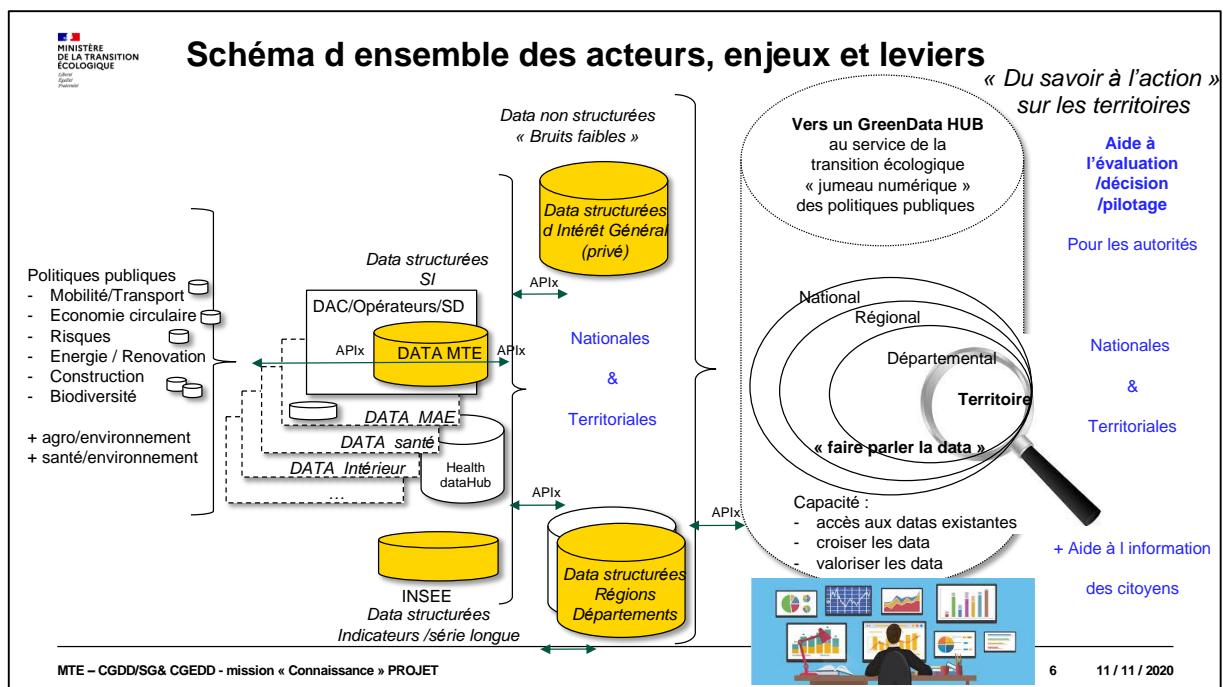 MINISTÈRE
DE LA TRANSITION
ÉCOLOGIQUE
Liberté
Égalité
Fraternité
Schéma d ensemble des acteurs, enjeux et leviers
« Du savoir à l’action »
sur les territoires
Politiques publiques
- Mobilité/Transport
- Economie circulaire
- Risques
- Energie / Renovation
- Construction
- Biodiversité
+ agro/environnement
+ santé/environnement
Data structurées
SI
DAC/Opérateurs/SD
APIx
DATA MTE
APIx
DATA MAE
DATA santé
DATA Intérieur
...
Health
dataHub
INSEE
Data structurées
Indicateurs /série longue
Data non structurées
« Bruits faibles »
Data structurées
d Intérêt Général
(privé)
APIx
Nationales
&
Territoriales
APIx
Data structurées
Régions
Départements
APIx
Vers un GreenData HUB
au service de la
transition écologique
« jumeau numérique »
des politiques publiques
National
Régional
Départemental
Territoire
« faire parler la data »
Capacité :
- accès aux datas existantes
- croiser les data
- valoriser les data
Aide à
l’évaluation
/décision
/pilotage
Pour les autorités
Nationales
&
Territoriales
+ Aide à l information
des citoyens
MTE – CGDD/SG& CGEDD - mission « Connaissance » PROJET
6
11 / 11 / 2020